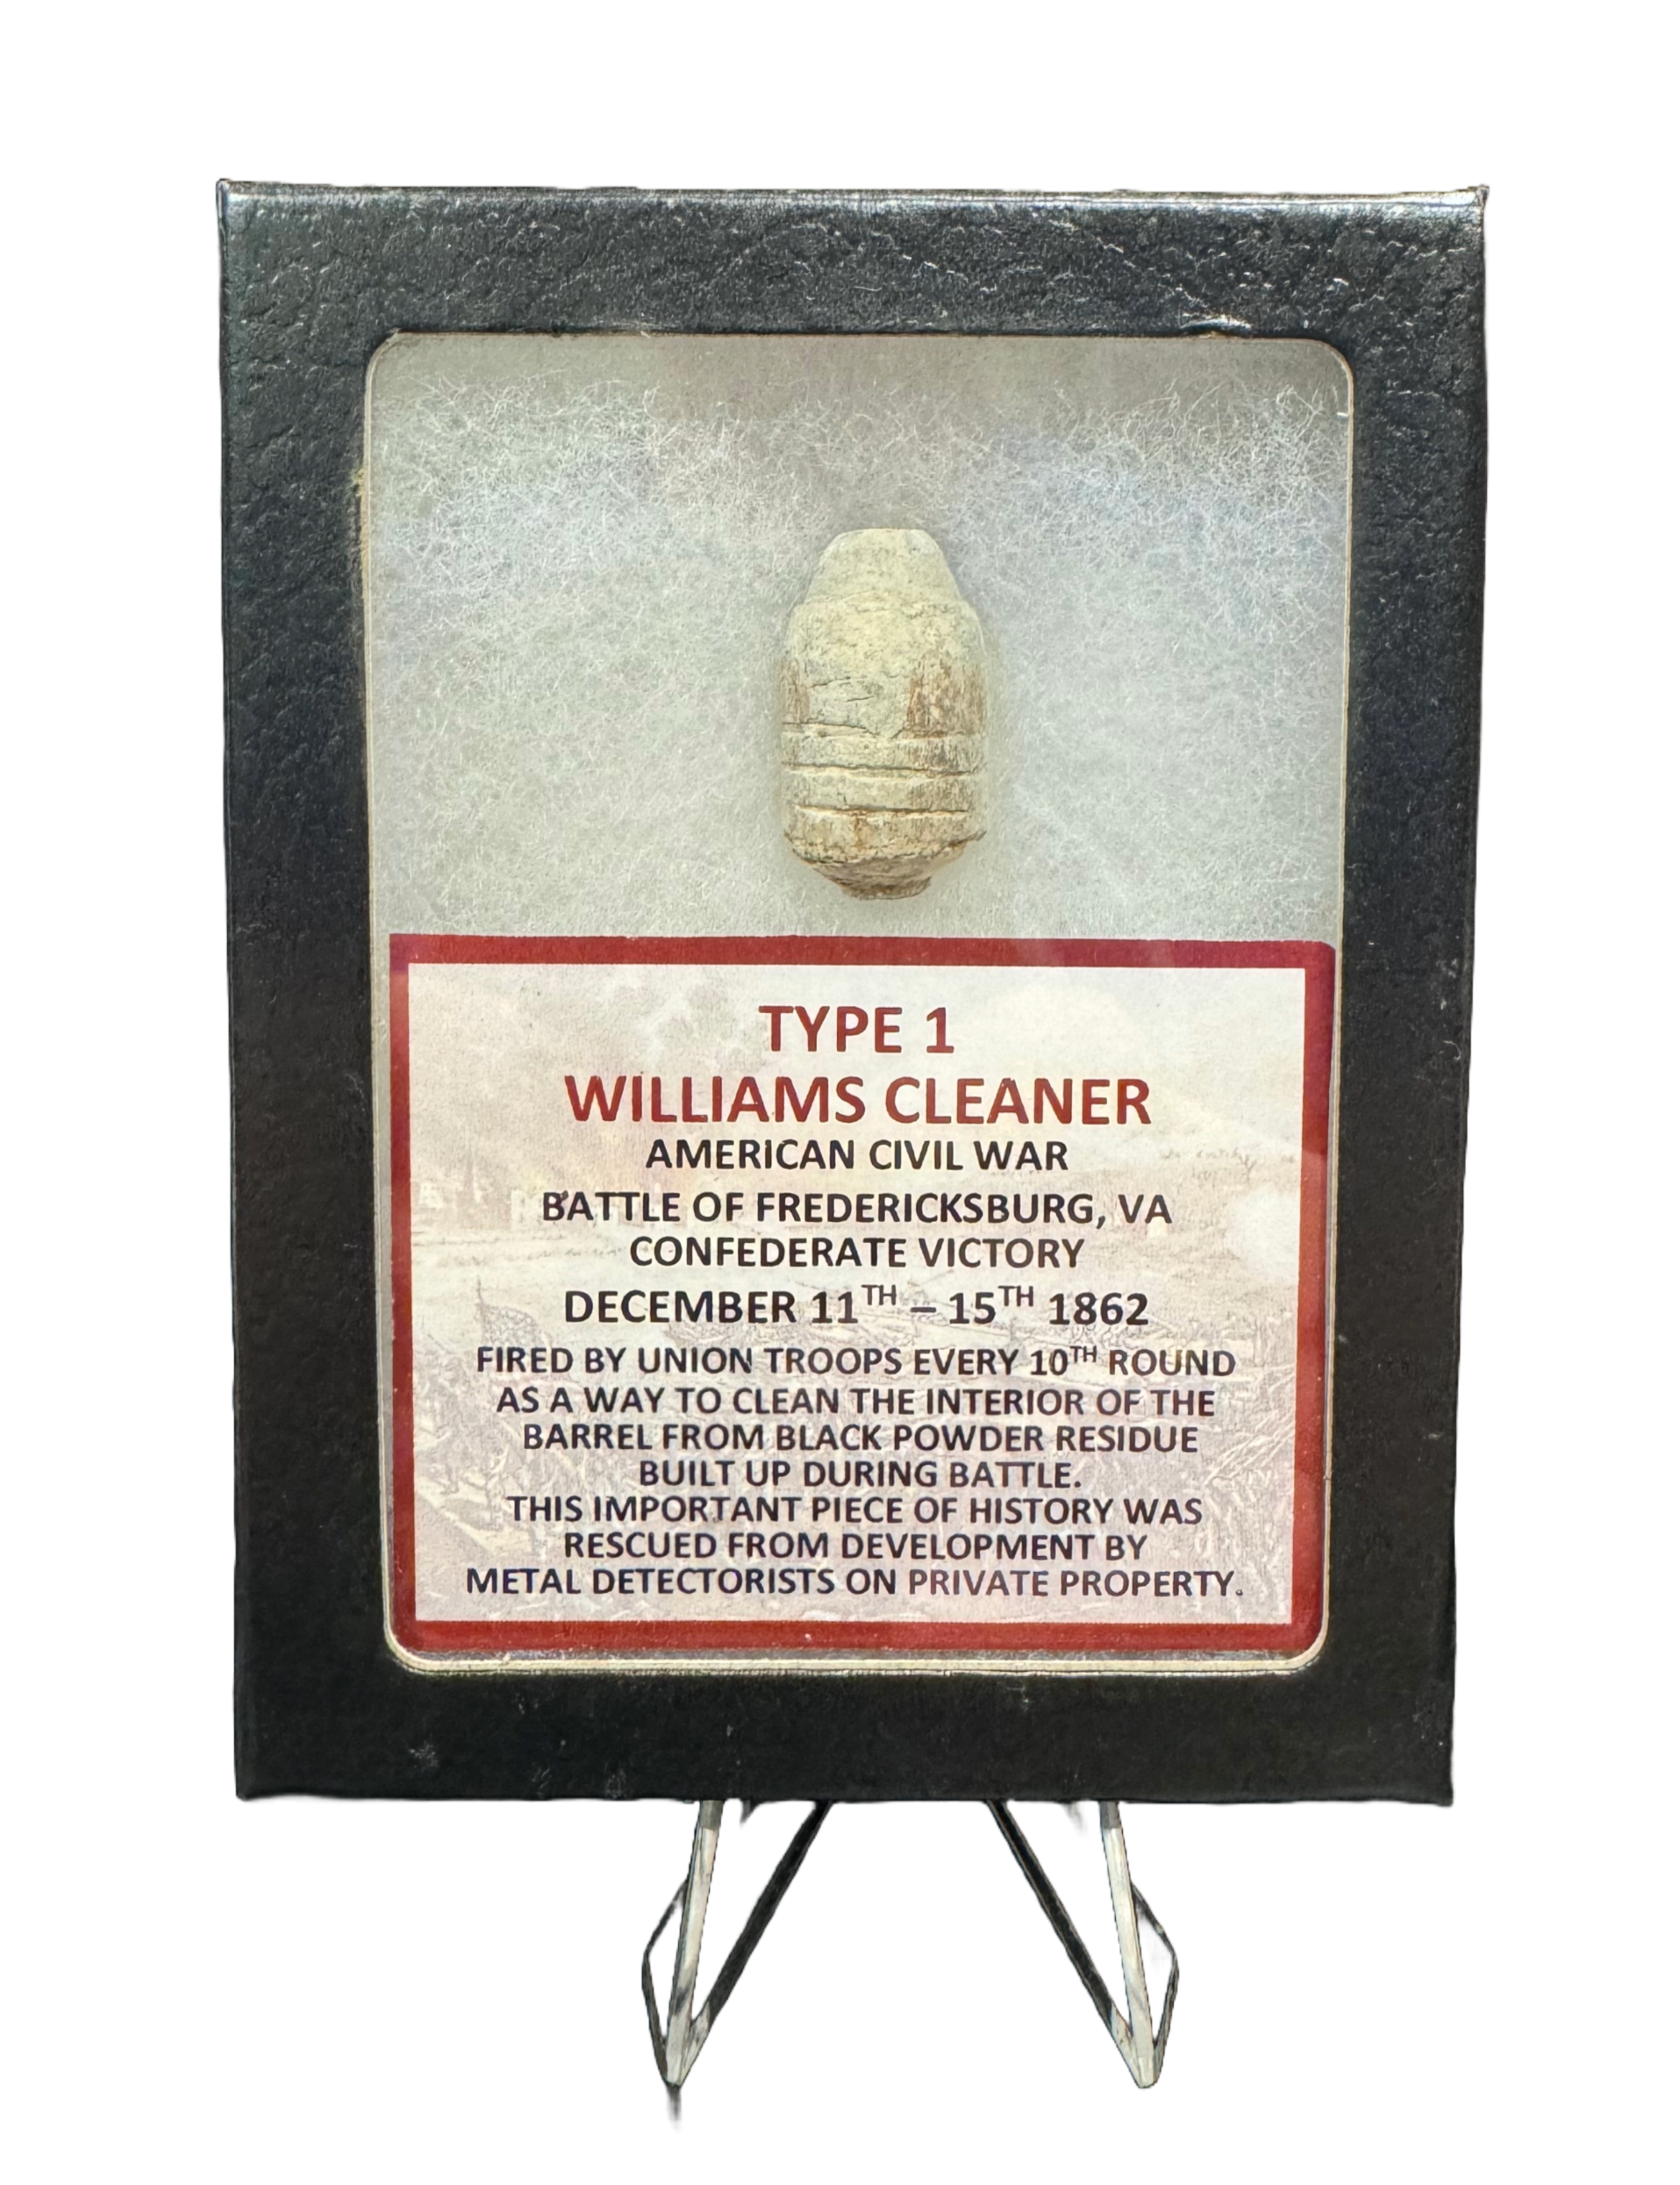 TYPE 1
WILLIAMS CLEANER
AMERICAN CIVIL WAR
BATTLE OF FREDERICKSBURG, VA
CONFEDERATE VICTORY
DECEMBER 11TH – 15TH 1862
FIRED BY UNION TROOPS EVERY 10TH ROUND
AS A WAY TO CLEAN THE INTERIOR OF THE
BARREL FROM BLACK POWDER RESIDUE
BUILT UP DURING BATTLE.
THIS IMPORTANT PIECE OF HISTORY WAS
RESCUED FROM DEVELOPMENT BY
METAL DETECTORISTS ON PRIVATE PROPERTY.